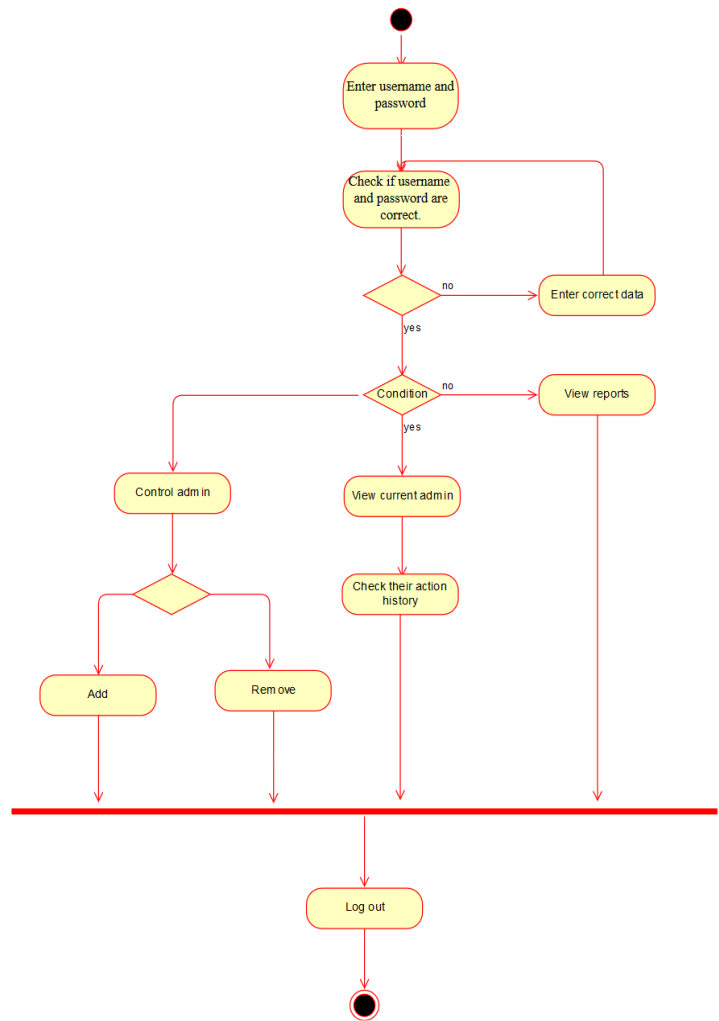 Enter username and
password
Check if username
and password are
correct.
no
Enter correct data
yes
Condition
no
View reports
yes
Control admin
View current admin
Check their action
history
Add
Remove
Log out